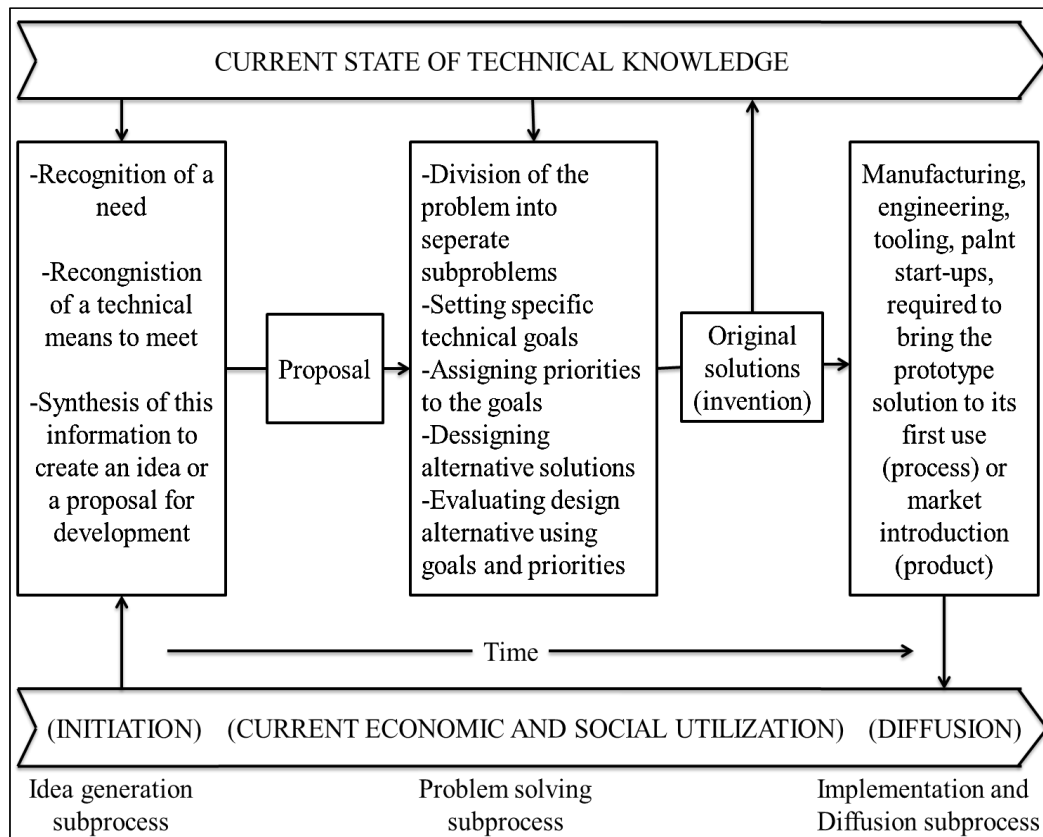 CURRENT STATE OF TECHNICAL KNOWLEDGE
-Recognition of a
need
-Recongnistion
of a technical
means to meet
-Synthesis of this
information to
create an idea or
a proposal for
development
Proposal
-Division of the
problem into
seperate
subproblems
-Setting specific
technical goals
-Assigning priorities
to the goals
-Dessigning
alternative solutions
-Evaluating design
alternative using
goals and priorities
Original
solutions
(invention)
Manufacturing,
engineering,
tooling, palnt
start-ups,
required to
bring the
prototype
solution to its
first use
(process) or
market
introduction
(product)
Time
(INITIATION) (CURRENT ECONOMIC AND SOCIAL UTILIZATION) (DIFFUSION)
Idea generation
subprocess
Problem solving
subprocess
Implementation and
Diffusion subprocess